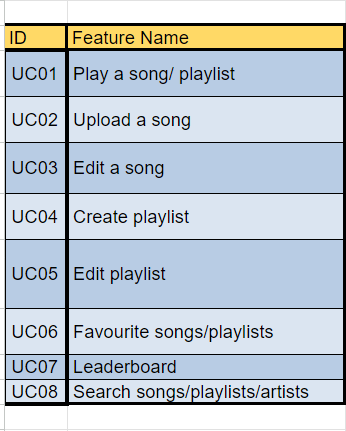 ID Feature Name
UC01 Play a song/ playlist
UC02 Upload a song
UC03 Edit a song
UC04 Create playlist
UC05 Edit playlist
UC06 Favourite songs/playlists
UC07 Leaderboard
UC08 Search songs/playlists/artists